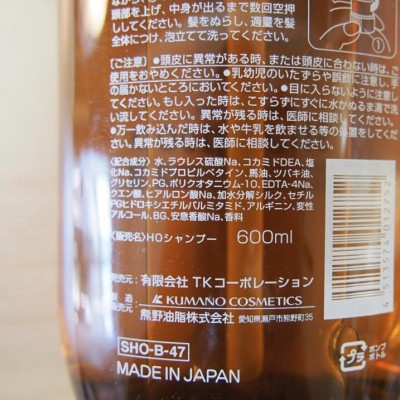 頭部を上げ、中身が出るまで数回空押
ししてください。髪をぬらし、適量を髪
全体につけ、泡立てて洗ってください。
〔ご注意〕●頭皮に異常がある時、または頭皮に合わない時は、ご
使用をおやめください。●乳幼児のいたずらや誤飲に注意し、手
の届かないところにおいてください。●目に入らないように注意し
てください。もし入った時は、こすらずにすぐに水かぬるま湯で洗
い流してください。異常が残る時は、医師に相談してください。
●万一飲み込んだ時は、水や牛乳を飲ませる等の処置をしてくだ
さい。異常が残る時は、医師に相談してください。
〈配合成分〉水、ラウレス硫酸Na、コカミドDEA、塩
化Na、コカミドプロピルベタイン、馬油、ツバキ油、
グリセリン、PG、ポリクオタニウム-10、EDTA-4Na、
クエン酸、ヒアルロン酸Na、加水分解シルク、セチル
PGヒドロキシエチルパルミタミド、アルギニン、変性
アルコール、BG、安息香酸Na、香料
〈販売名〉HOシャンプー 600ml
発売元: 有限会社 TKコーポレーション
製造
販売元: KUMANO COSMETICS
熊野油脂株式会社 愛知県瀬戸市熊野町35
SHO-B-47
MADE IN JAPAN
プラ
ポンプ
ボトル
①
4513574012752